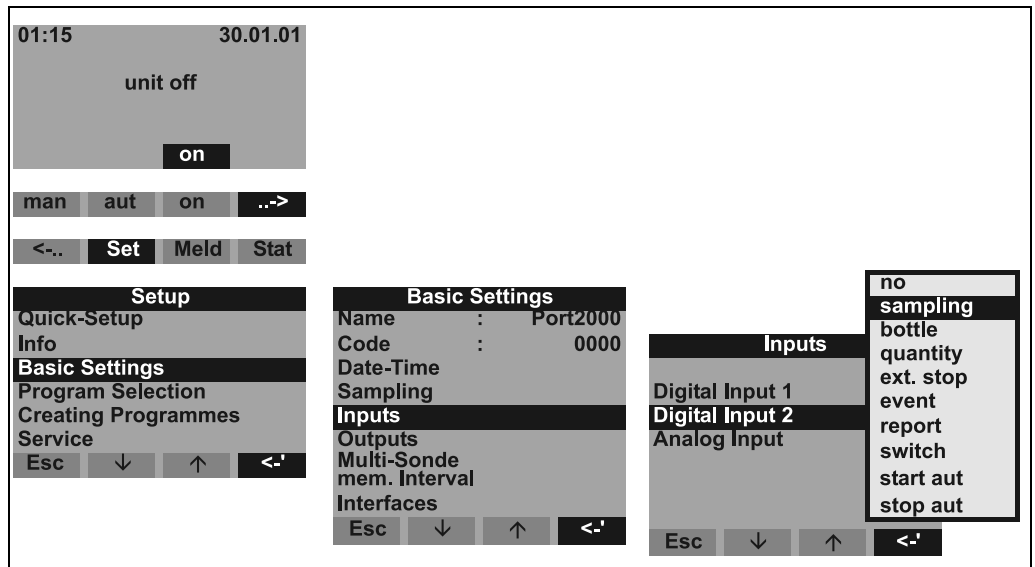 01:15 30.01.01
unit off
on
man aut on ..->
<-.. Set Meld Stat
Setup
Quick-Setup
Info
Basic Settings
Program Selection
Creating Programmes
Service
Esc ↓ ↑ <-'
Basic Settings
Name : Port2000
Code : 0000
Date-Time
Sampling
Inputs
Outputs
Multi-Sonde
mem. Interval
Interfaces
Esc ↓ ↑ <-'
Inputs
Digital Input 1
Digital Input 2
Analog Input
Esc ↓ ↑ <-'
no
sampling
bottle
quantity
ext. stop
event
report
switch
start aut
stop aut